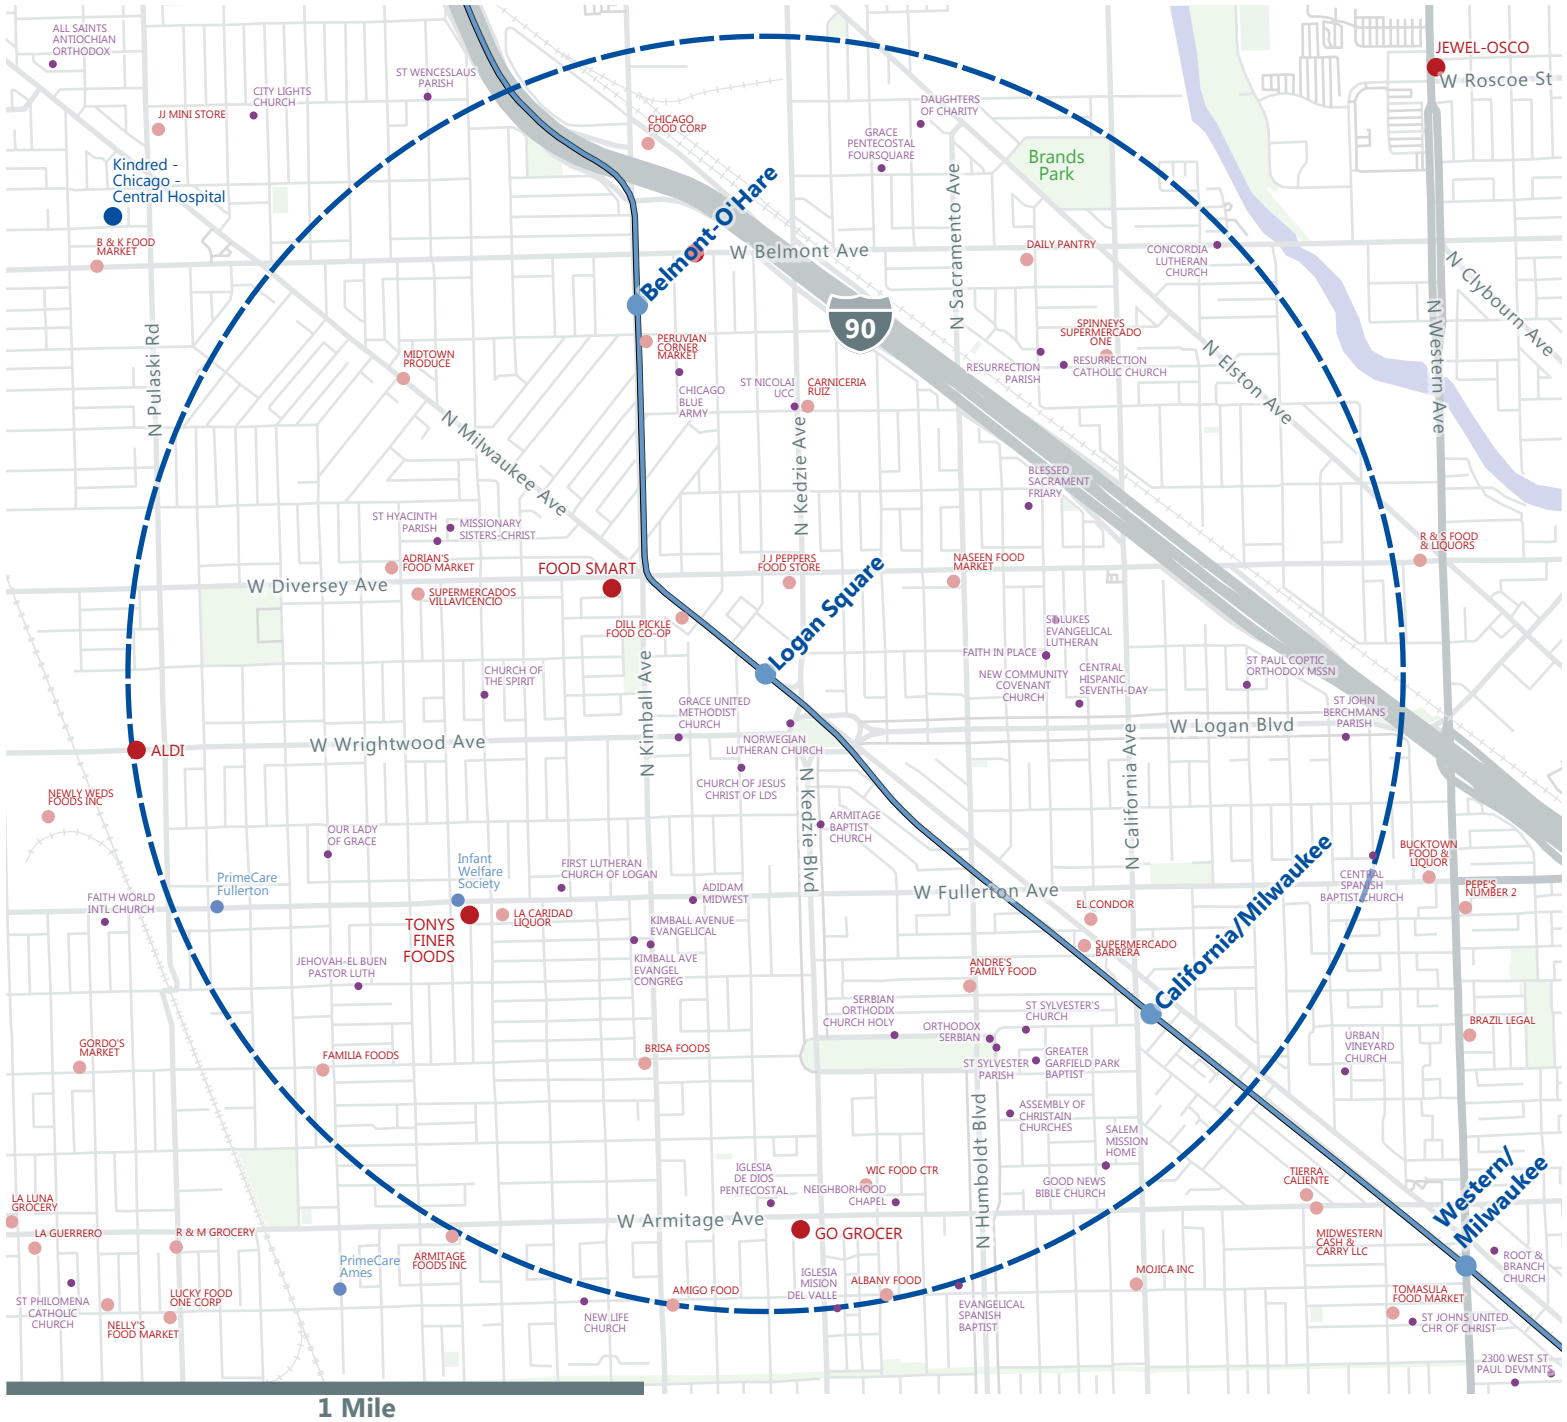 ALL SAINTS
ANTIOCHIAN
ORTHODOX
ST WENCESLAUS
PARISH
CITY LIGHTS
CHURCH
JJ MINI STORE
CHICAGO
FOOD CORP
DAUGHTERS
OF CHARITY
GRACE
PENTECOSTAL
FOURSQUARE
JEWEL-OSCO
W Roscoe St
Brands
Park
Kindred -
Chicago -
Central Hospital
B & K FOOD
MARKET
Belmont-O'Hare
W Belmont Ave
N Sacramento Ave
DAILY PANTRY
CONCORDIA
LUTHERAN
CHURCH
N Clybourn Ave
N Western Ave
90
N Pulaski Rd
MIDTOWN
PRODUCE
PERUVIAN
CORNER
MARKET
CHICAGO
BLUE
ARMY
ST NICOLAI
UCC
CARNICERIA
RUIZ
SPINNEYS
SUPERMERCADO
ONE
RESURRECTION
PARISH
RESURRECTION
CATHOLIC CHURCH
N Elston Ave
N Milwaukee Ave
N Kedzie Ave
BLESSED
SACRAMENT
FRIARY
ST HYACINTH
PARISH
MISSIONARY
SISTERS-CHRIST
ADRIAN'S
FOOD MARKET
FOOD SMART
J J PEPPERS
FOOD STORE
NASEEN FOOD
MARKET
R & S FOOD
& LIQUORS
W Diversey Ave
SUPERMERCADOS
VILLAVICENCIO
DILL PICKLE
FOOD CO-OP
Logan Square
ST LUKES
EVANGELICAL
LUTHERAN
FAITH IN PLACE
NEW COMMUNITY
COVENANT
CHURCH
CENTRAL
HISPANIC
SEVENTH-DAY
ST PAUL COPTIC
ORTHODOX MSSN
ST JOHN
BERCHMANS
PARISH
CHURCH OF
THE SPIRIT
N Kimball Ave
GRACE UNITED
METHODIST
CHURCH
NORWEGIAN
LUTHERAN CHURCH
W Logan Blvd
W Wrightwood Ave
ALDI
CHURCH OF JESUS
CHRIST OF LDS
N Kedzie Blvd
N California Ave
NEWLY WEDS
FOODS INC
ARMITAGE
BAPTIST
CHURCH
OUR LADY
OF GRACE
Infant
Welfare
Society
FIRST LUTHERAN
CHURCH OF LOGAN
PrimeCare
Fullerton
FAITH WORLD
INTL CHURCH
ADIDAM
MIDWEST
W Fullerton Ave
California/Milwaukee
BUCKTOWN
FOOD &
LIQUOR
CENTRAL
SPANISH
BAPTIST CHURCH
PEPE'S
NUMBER 2
TONYS
FINER
FOODS
LA CARIDAD
LIQUOR
KIMBALL AVENUE
EVANGELICAL
KIMBALL AVE
EVANGEL
CONGREG
EL CONDOR
SUPERMERCADO
BARRERA
JEHOVAH-EL BUEN
PASTOR LUTH
ANDRE'S
FAMILY FOOD
SERBIAN
ORTHODIX
CHURCH HOLY
ORTHODOX
SERBIAN
ST SYLVESTER'S
CHURCH
BRAZIL LEGAL
URBAN
VINEYARD
CHURCH
GORDO'S
MARKET
FAMILIA FOODS
BRISA FOODS
ST SYLVESTER
PARISH
GREATER
GARFIELD PARK
BAPTIST
ASSEMBLY OF
CHRISTAIN
CHURCHES
N Humboldt Blvd
SALEM
MISSION
HOME
GOOD NEWS
BIBLE CHURCH
IGLESIA
DE DIOS
PENTECOSTAL
WIC FOOD CTR
NEIGHBORHOOD
CHAPEL
TIERRA
CALIENTE
MIDWESTERN
CASH &
CARRY LLC
Western/
Milwaukee
LA LUNA
GROCERY
LA GUERRERO
R & M GROCERY
W Armitage Ave
GO GROCER
ARMITAGE
FOODS INC
PrimeCare
Ames
ROOT &
BRANCH
CHURCH
ST PHILOMENA
CATHOLIC
CHURCH
NELLY'S
FOOD MARKET
LUCKY FOOD
ONE CORP
AMIGO FOOD
NEW LIFE
CHURCH
IGLESIA
MISION
DEL VALLE
ALBANY FOOD
EVANGELICAL
SPANISH
BAPTIST
MOJICA INC
TOMASULA
FOOD MARKET
ST JOHNS UNITED
CHR OF CHRIST
2300 WEST ST
PAUL DEVMNTS
1 Mile